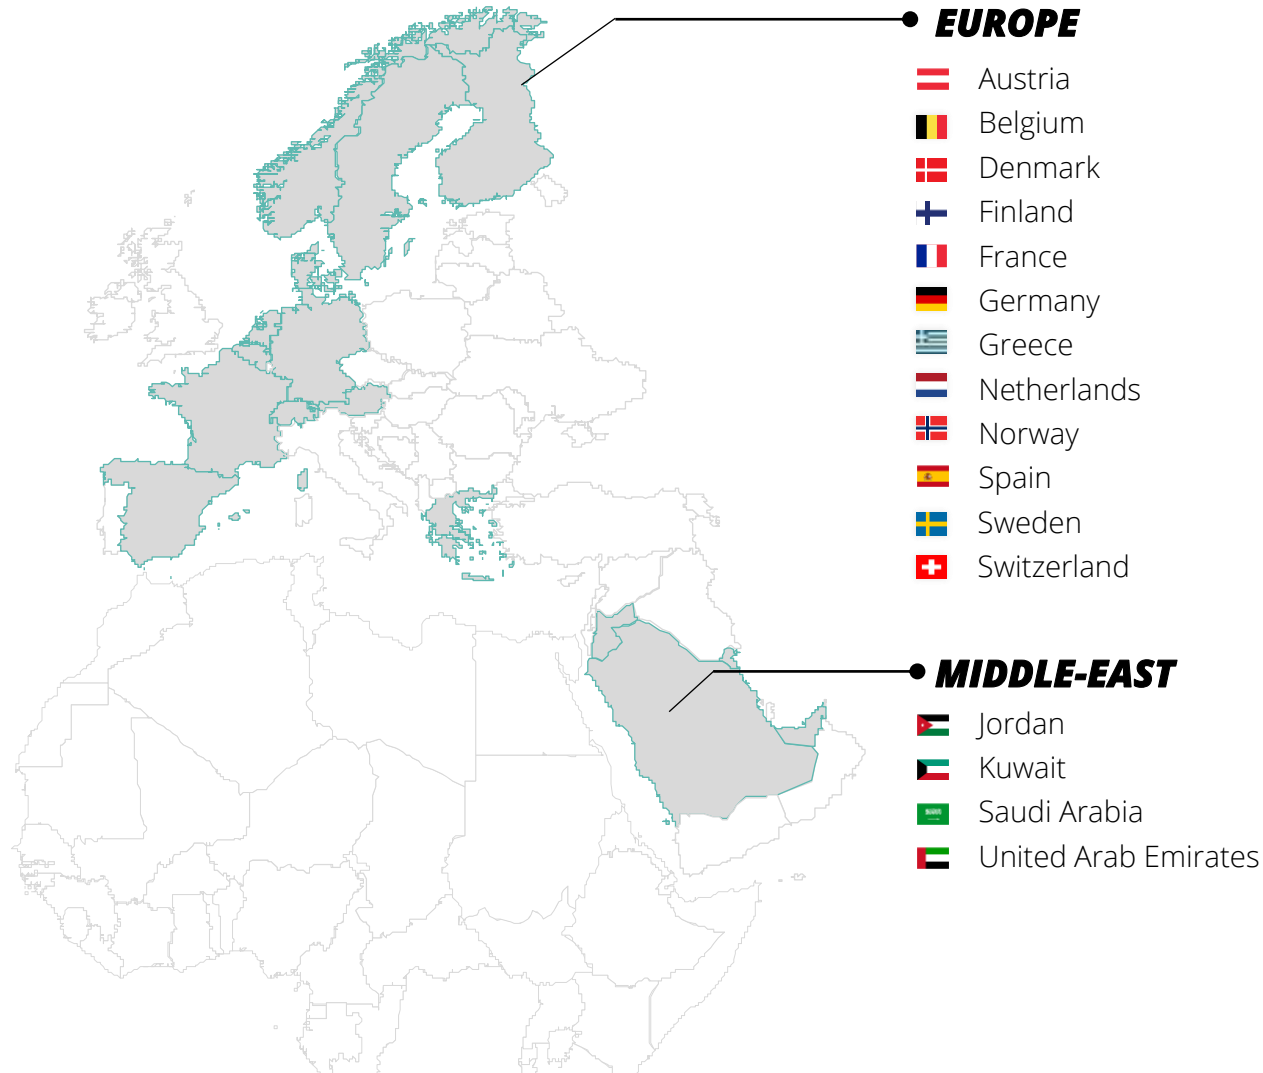 EUROPE
Austria
Belgium
Denmark
Finland
France
Germany
Greece
Netherlands
Norway
Spain
Sweden
Switzerland
MIDDLE-EAST
Jordan
Kuwait
Saudi Arabia
United Arab Emirates